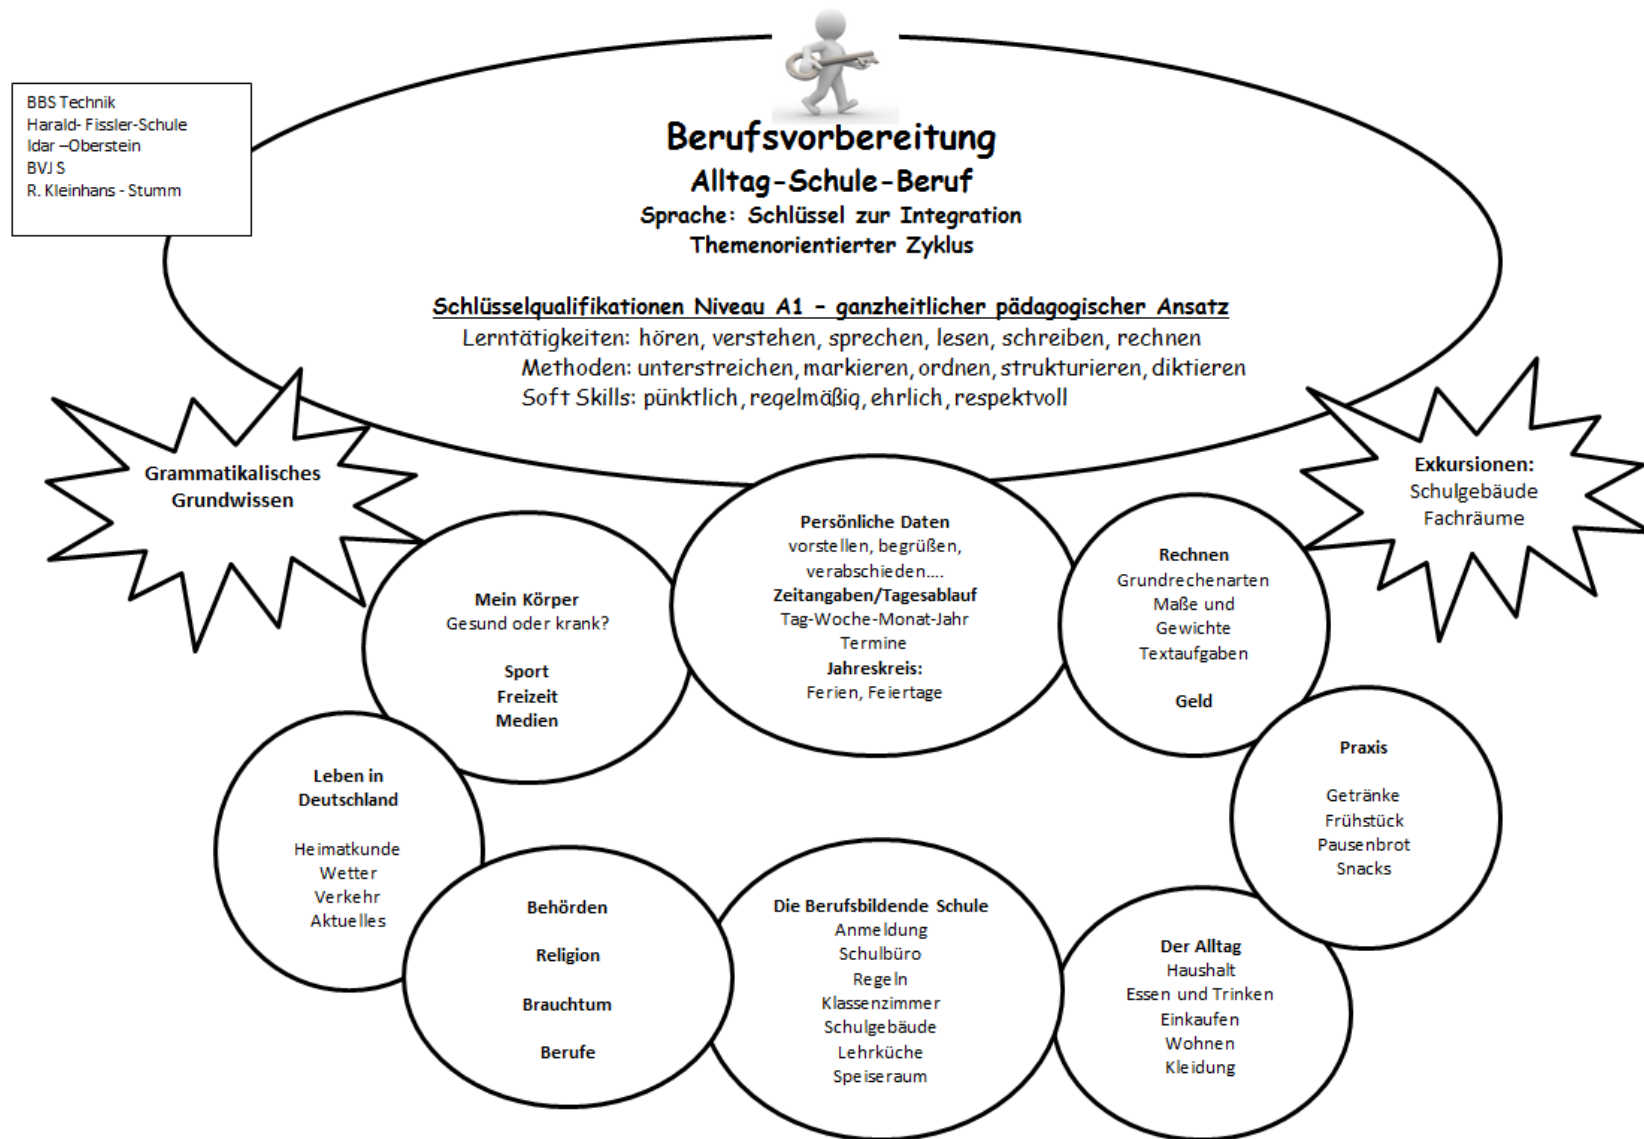 BBS Technik
Harald- Fissler-Schule
Idar –Oberstein
BVJ S
R. Kleinhans - Stumm
Berufsvorbereitung
Alltag-Schule-Beruf
Sprache: Schlüssel zur Integration
Themenorientierter Zyklus
Schlüsselqualifikationen Niveau A1 – ganzheitlicher pädagogischer Ansatz
Lerntätigkeiten: hören, verstehen, sprechen, lesen, schreiben, rechnen
Methoden: unterstreichen, markieren, ordnen, strukturieren, diktieren
Soft Skills: pünktlich, regelmäßig, ehrlich, respektvoll
Grammatikalisches
Grundwissen
Exkursionen:
Schulgebäude
Fachräume
Mein Körper
Gesund oder krank?
Sport
Freizeit
Medien
Persönliche Daten
vorstellen, begrüßen,
verabschieden....
Zeitangaben/Tagesablauf
Tag-Woche-Monat-Jahr
Termine
Jahreskreis:
Ferien, Feiertage
Rechnen
Grundrechenarten
Maße und
Gewichte
Textaufgaben
Geld
Praxis
Getränke
Frühstück
Pausenbrot
Snacks
Leben in
Deutschland
Heimatkunde
Wetter
Verkehr
Aktuelles
Behörden
Religion
Brauchtum
Berufe
Die Berufsbildende Schule
Anmeldung
Schulbüro
Regeln
Klassenzimmer
Schulgebäude
Lehrküche
Speiseraum
Der Alltag
Haushalt
Essen und Trinken
Einkaufen
Wohnen
Kleidung